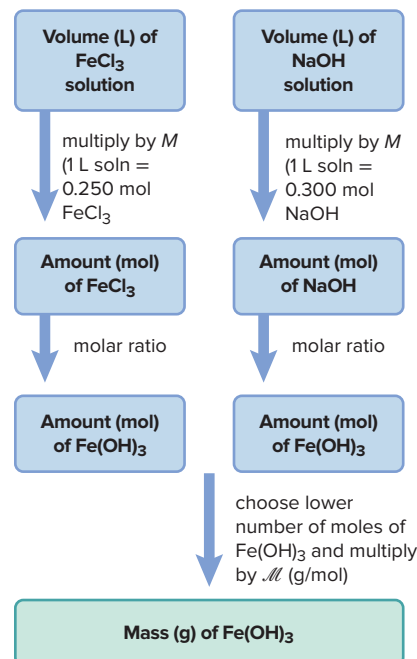 Volume (L) of
FeCl₃
solution
Volume (L) of
NaOH
solution
multiply by M
(1 L soln =
0.250 mol
FeCl₃
multiply by M
(1 L soln =
0.300 mol
NaOH
Amount (mol)
of FeCl₃
Amount (mol)
of NaOH
molar ratio
molar ratio
Amount (mol)
of Fe(OH)₃
Amount (mol)
of Fe(OH)₃
choose lower
number of moles of
Fe(OH)₃ and multiply
by ℳ (g/mol)
Mass (g) of Fe(OH)₃